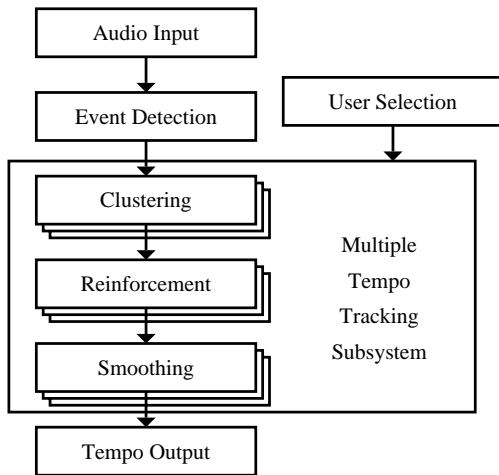 Audio Input
Event Detection
User Selection
Clustering
Reinforcement
Smoothing
Multiple
Tempo
Tracking
Subsystem
Tempo Output